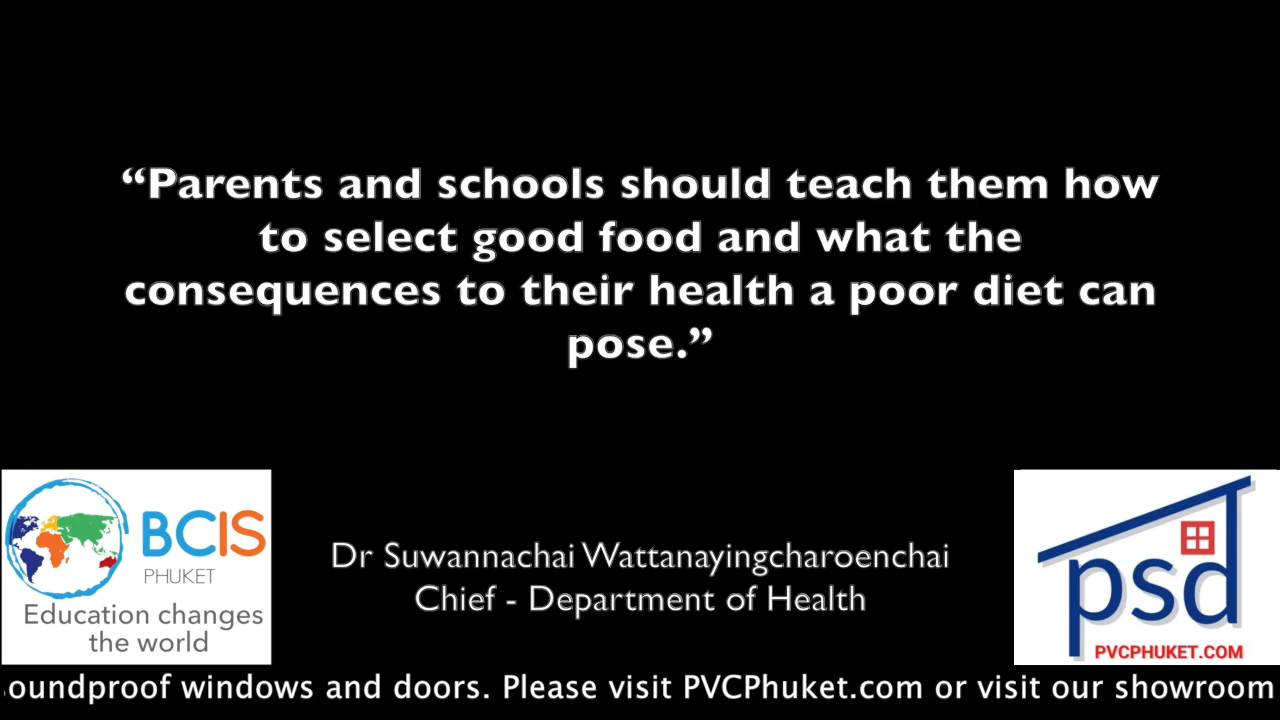 “Parents and schools should teach them how
to select good food and what the
consequences to their health a poor diet can
pose.”
BCIS
PHUKET
Education changes
the world
Dr Suwannachai Wattanayingcharoenchai
Chief - Department of Health
psd
PVCPHUKET.COM
oundproof windows and doors. Please visit PVCPhuket.com or visit our showroom